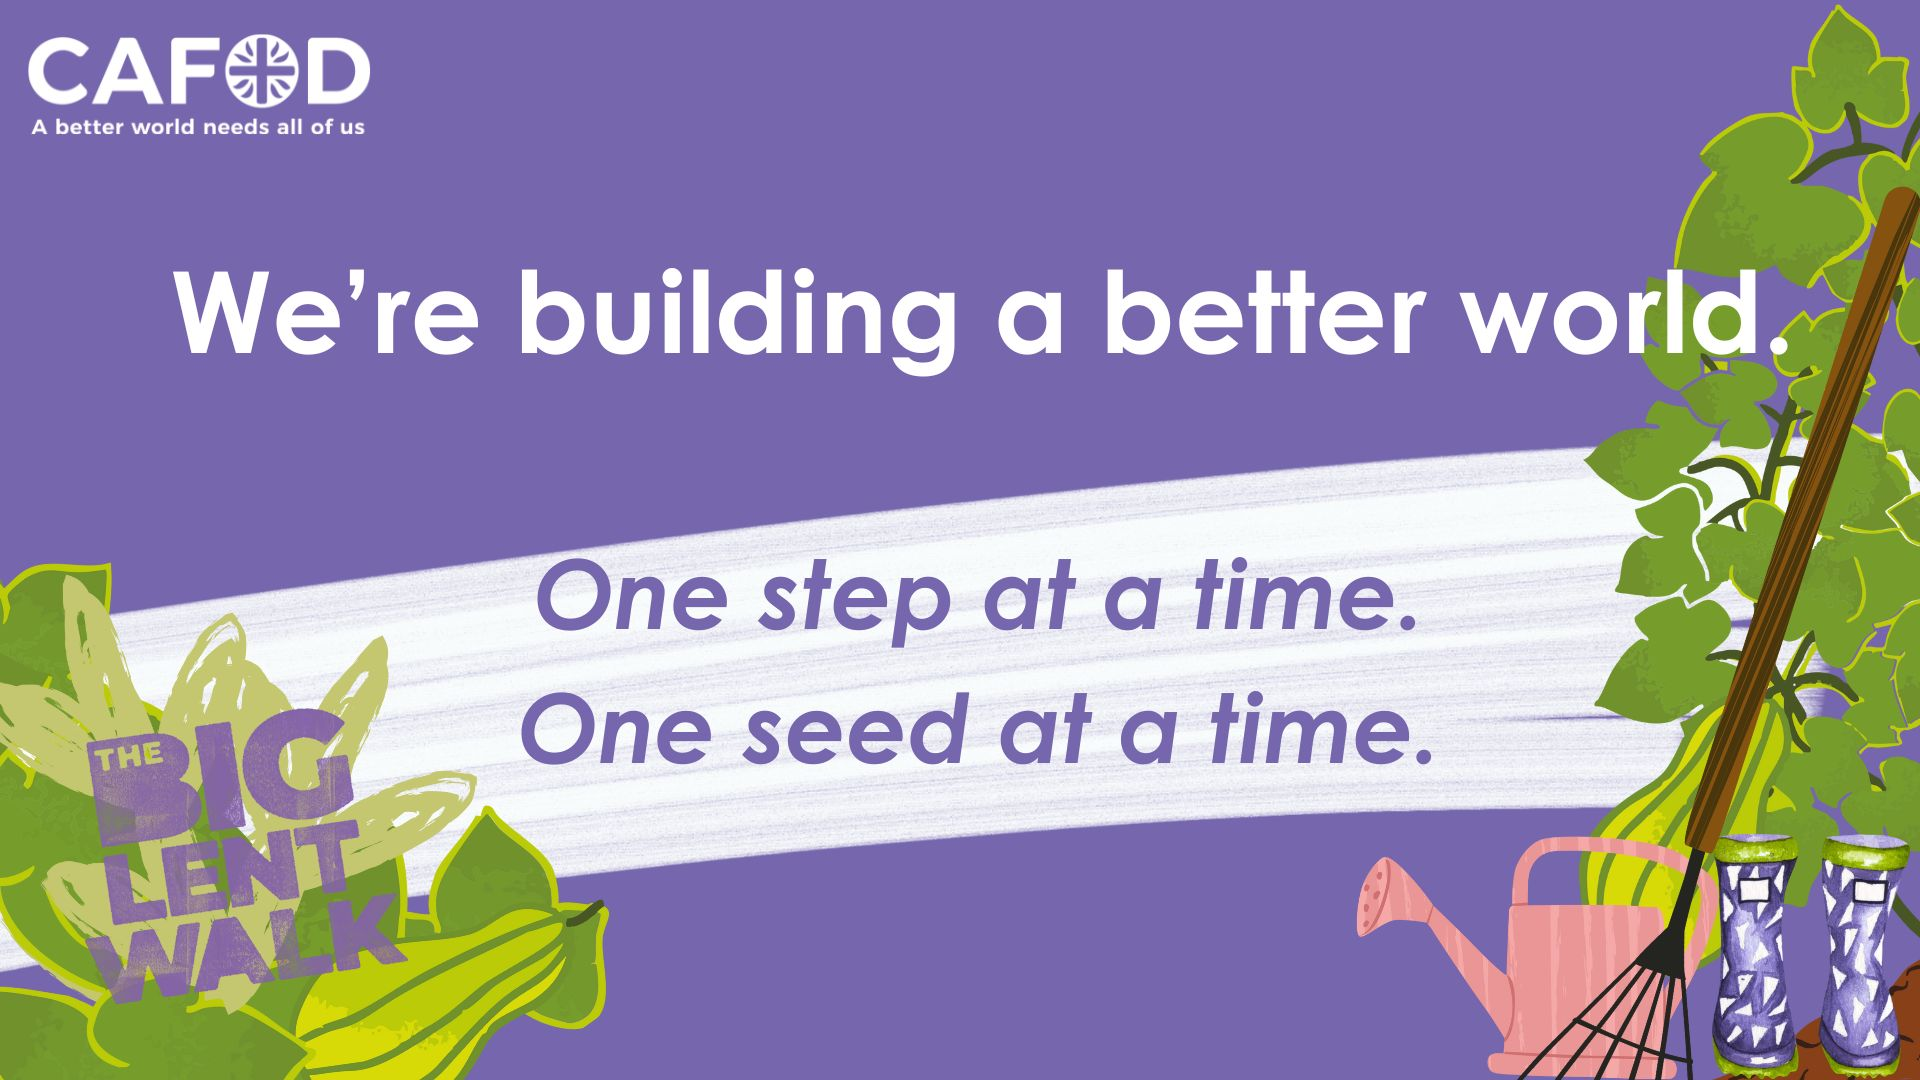 CAFOD
A better world needs all of us
We’re building a better world.
One step at a time.
One seed at a time.
THE
BIG
LENT
WALK